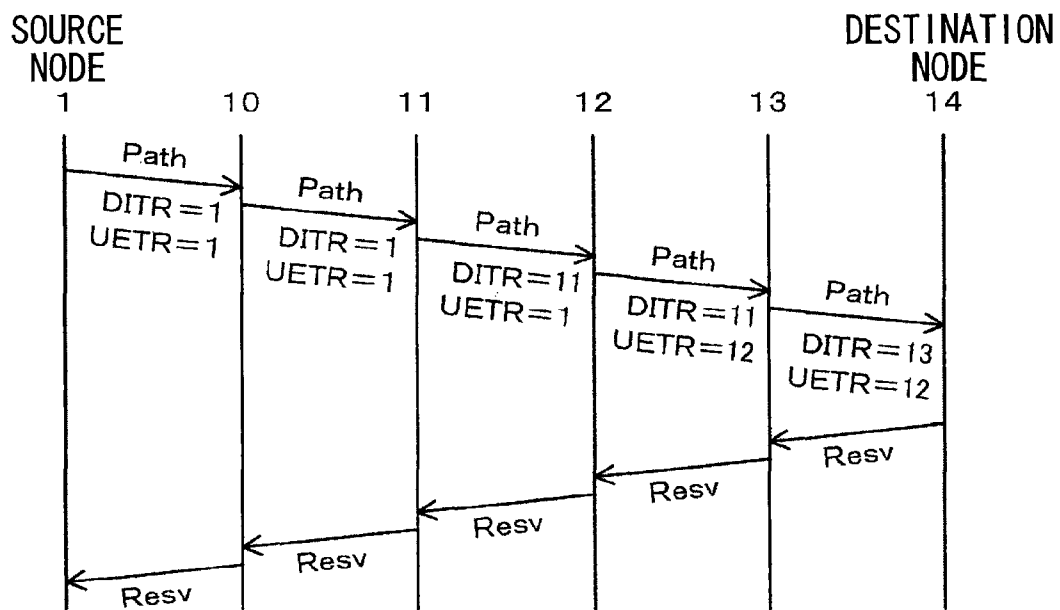 SOURCE
NODE
DESTINATION
NODE
1 10 11 12 13 14
Path
DITR=1
UETR=1
Path
DITR=1
UETR=1
Path
DITR=11
UETR=1
Path
DITR=11
UETR=12
Path
DITR=13
UETR=12
Resv
Resv
Resv
Resv
Resv